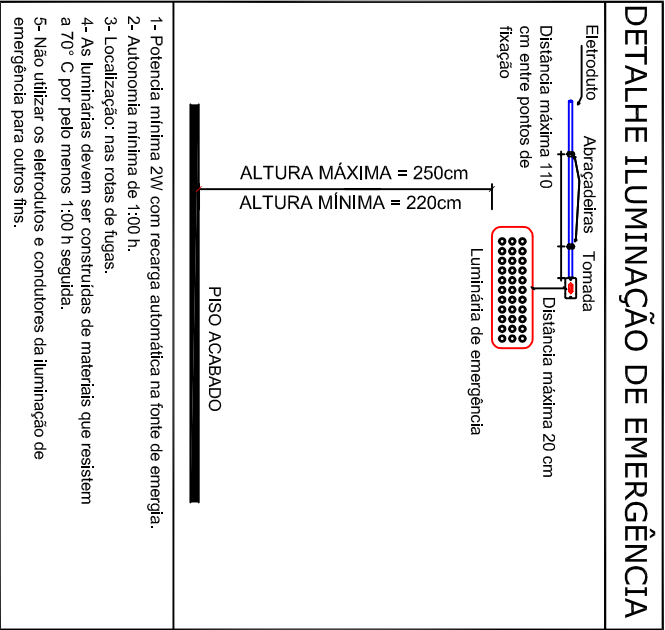 DETALHE ILUMINAÇÃO DE EMERGÊNCIA
Eletroduto
Abraçadeiras
Tomada
Distância máxima 110
cm entre pontos de
fixação
Distância máxima 20 cm
Luminária de emergência
ALTURA MÁXIMA = 250cm
ALTURA MÍNIMA = 220cm
PISO ACABADO
1- Potencia mínima 2W com recarga automática na fonte de emergia.
2- Autonomia mínima de 1:00 h.
3- Localização: nas rotas de fugas.
4- As luminárias devem ser construídas de materiais que resistem
a 70° C por pelo menos 1:00 h seguida.
5- Não utilizar os eletrodutos e condutores da iluminação de
emergência para outros fins.